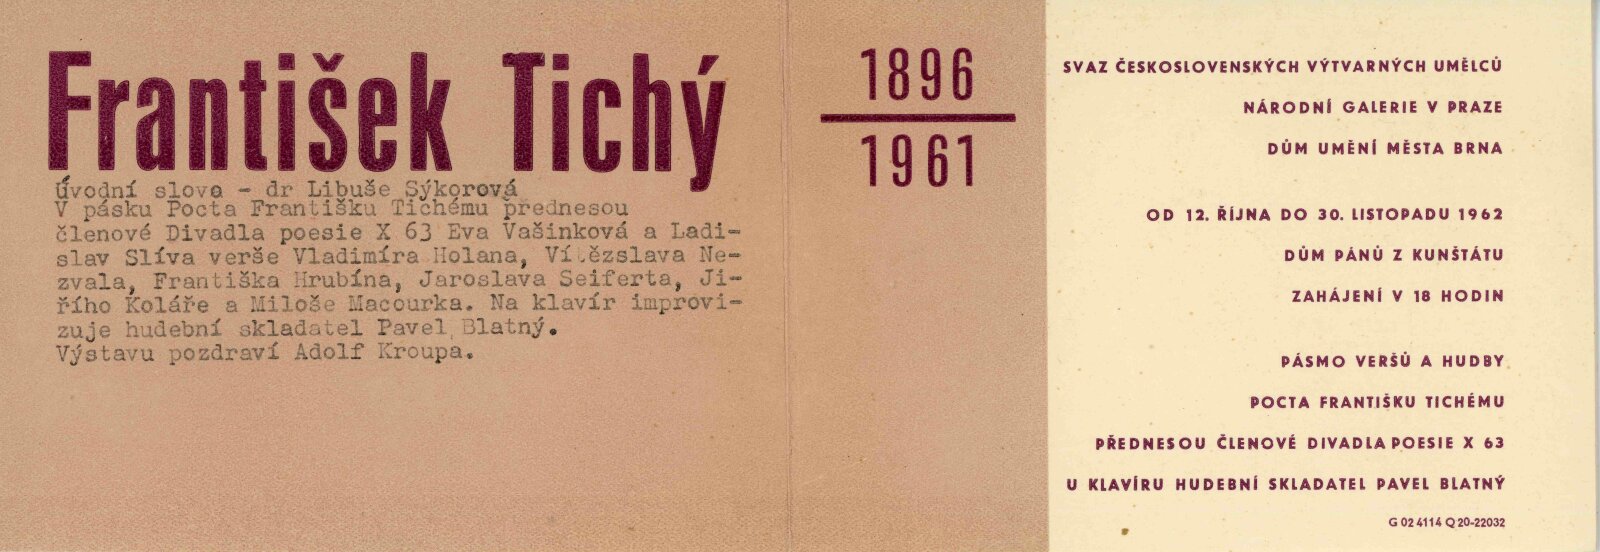 František Tichý
1896
1961
Úvodní slova - dr Libuše Sýkorová
V pásku Pocta Františku Tichému přednesou
členové Divadla poesie X 63 Eva Vašinková a Ladi-
slav Slíva verše Vladimíra Holana, Vítězslava Ne-
zvala, Františka Hrubína, Jaroslava Seiferta, Ji-
řího Koláře a Miloše Macourka. Na klavír improvi-
zuje hudební skladatel Pavel Blatný.
Výstavu pozdraví Adolf Kroupa.
SVAZ ČESKOSLOVENSKÝCH VÝTVARNÝCH UMĚLCŮ
NÁRODNÍ GALERIE V PRAZE
DŮM UMĚNÍ MĚSTA BRNA
OD 12. ŘÍJNA DO 30. LISTOPADU 1962
DŮM PÁNŮ Z KUNŠTÁTU
ZAHÁJENÍ V 18 HODIN
PÁSMO VERŠŮ A HUDBY
POCTA FRANTIŠKU TICHÉMU
PŘEDNESOU ČLENOVÉ DIVADLA POESIE X 63
U KLAVÍRU HUDEBNÍ SKLADATEL PAVEL BLATNÝ
G 02 4114 Q 20-22032